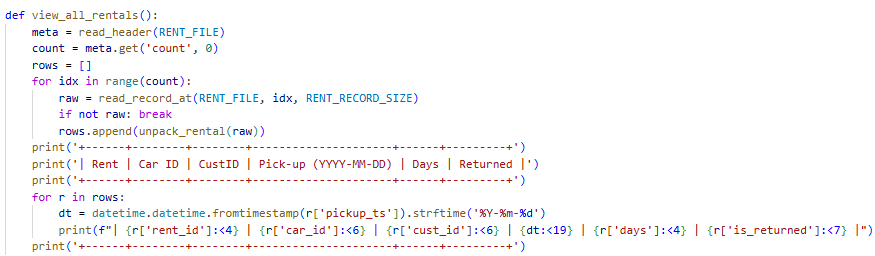 def view_all_rentals():
    meta = read_header(RENT_FILE)
    count = meta.get('count', 0)
    rows = []
    for idx in range(count):
        raw = read_record_at(RENT_FILE, idx, RENT_RECORD_SIZE)
        if not raw: break
        rows.append(unpack_rental(raw))
    print('+------+--------+--------+---------------------+------+---------+')
    print('| Rent | Car ID | CustID | Pick-up (YYYY-MM-DD) | Days | Returned |')
    print('+------+--------+--------+---------------------+------+---------+')
    for r in rows:
        dt = datetime.datetime.fromtimestamp(r['pickup_ts']).strftime('%Y-%m-%d')
        print(f"| {r['rent_id']:<4} | {r['car_id']:<6} | {r['cust_id']:<6} | {dt:<19} | {r['days']:<4} | {r['is_returned']:<7} |")
    print('+------+--------+--------+---------------------+------+---------+')